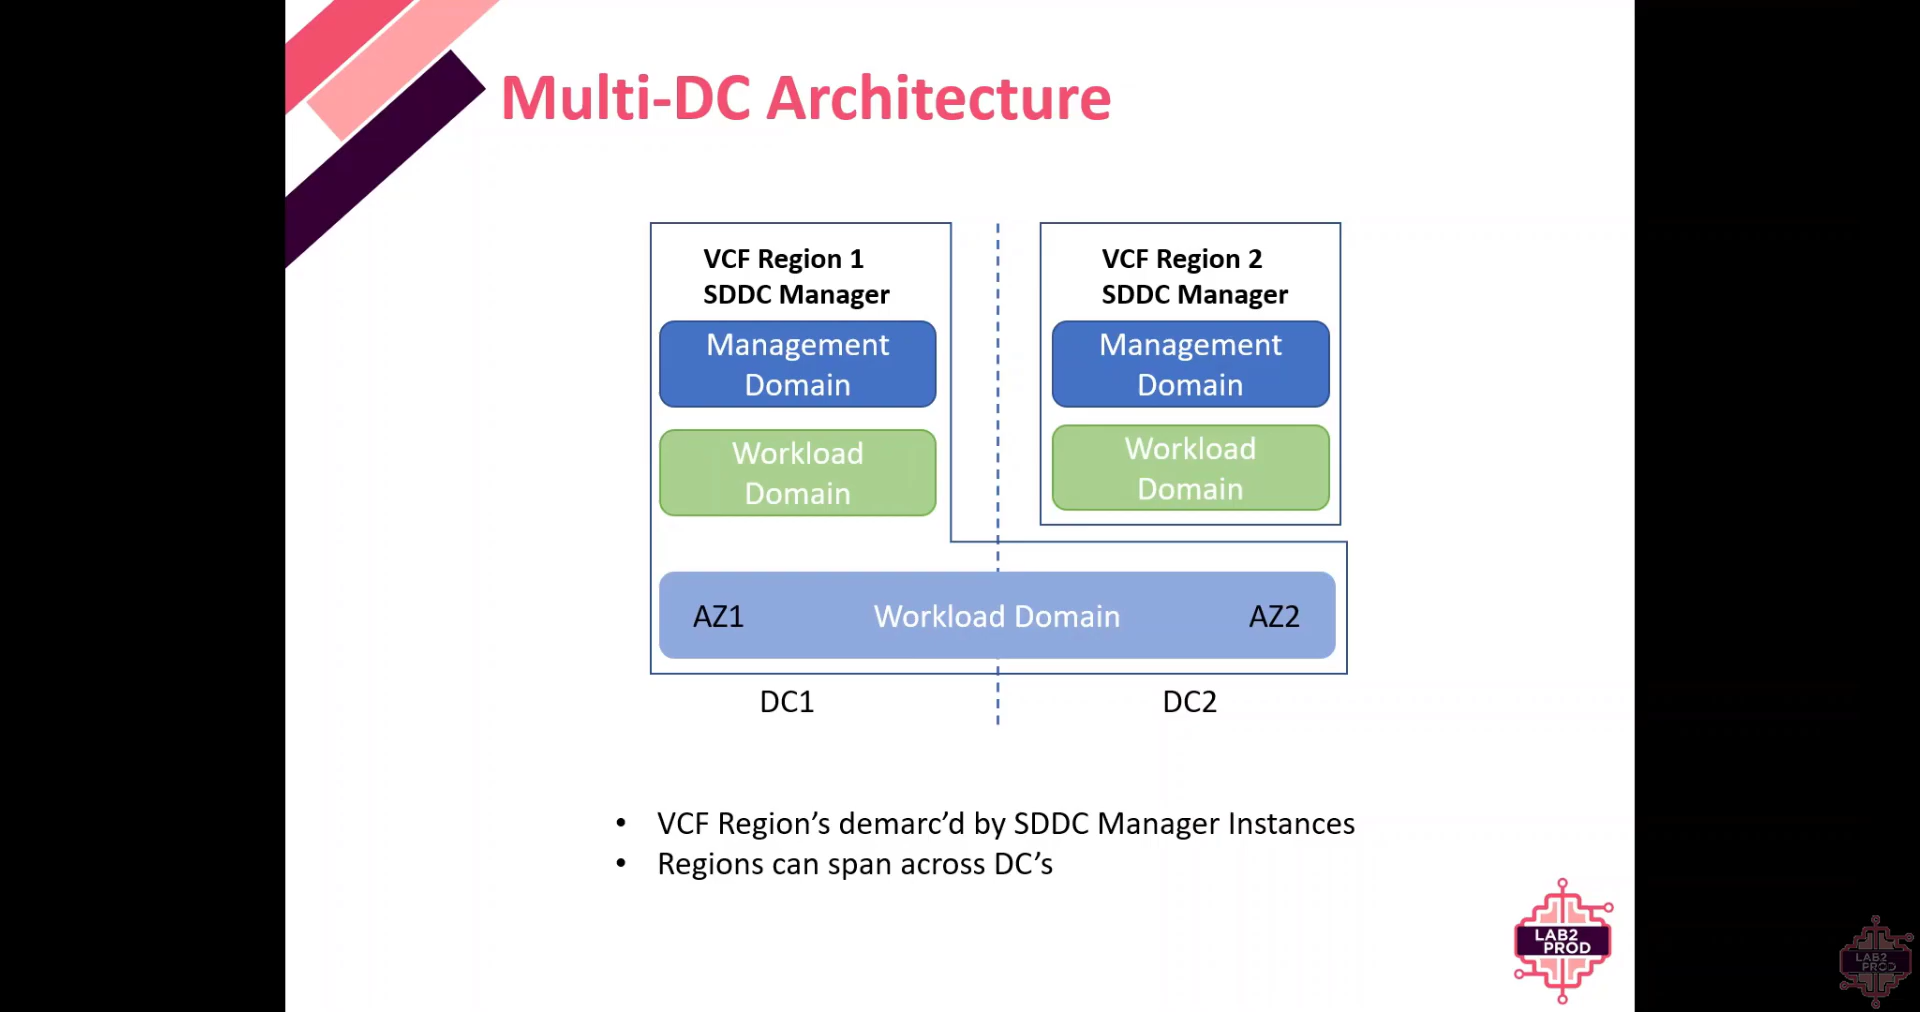 Multi-DC Architecture
VCF Region 1
SDDC Manager
Management
Domain
Workload
Domain
VCF Region 2
SDDC Manager
Management
Domain
Workload
Domain
AZ1 Workload Domain AZ2
DC1 DC2
• VCF Region’s demarc’d by SDDC Manager Instances
• Regions can span across DC’s
LAB2
PROD
LAB2
PROD